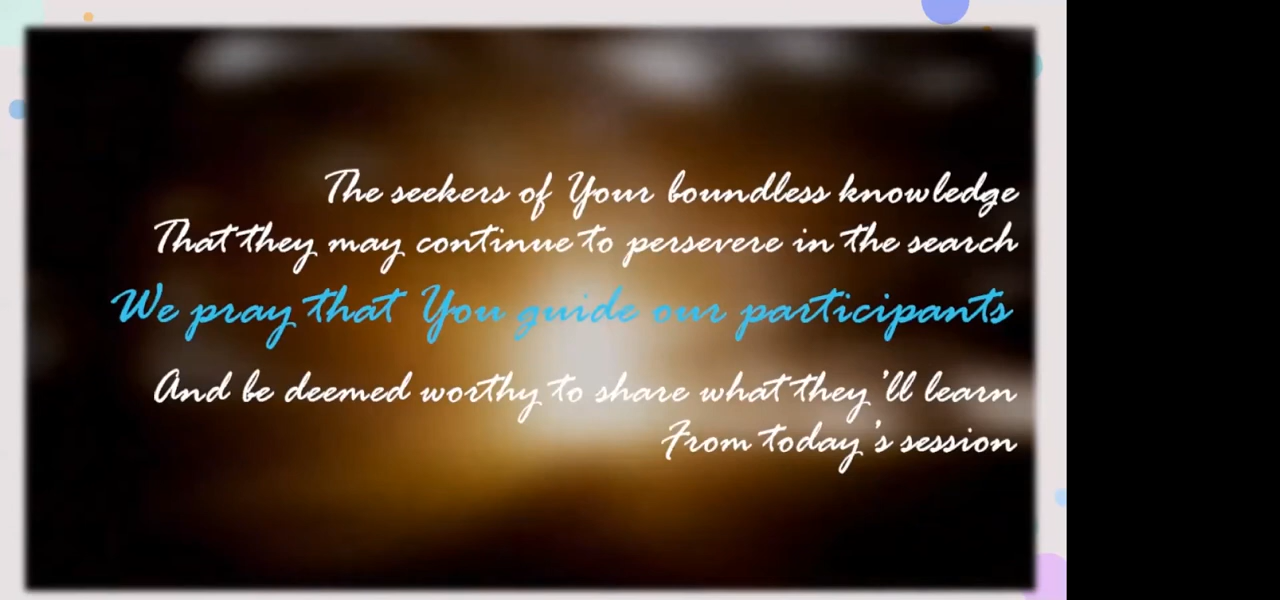 The seekers of Your boundless knowledge
That they may continue to persevere in the search
We pray that You guide our participants
And be deemed worthy to share what they'll learn
From today's session